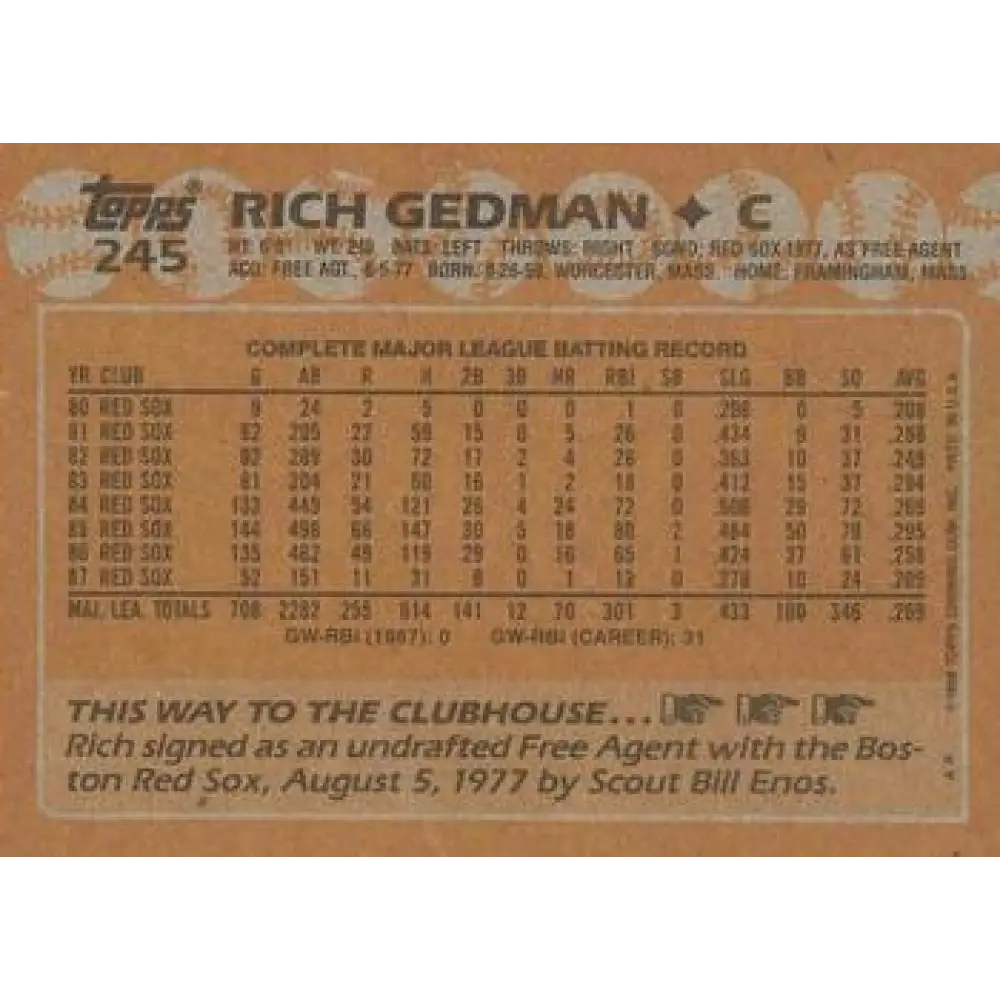 Topps® RICH GEDMAN ✦ C
245
HT: 6'0" WT: 210 BATS: LEFT THROWS: RIGHT SGND: RED SOX 1977, AS FREE AGENT
ACQ: FREE AGT., 8-5-77 BORN: 9-26-59, WORCESTER, MASS. HOME: FRAMINGHAM, MASS.
COMPLETE MAJOR LEAGUE BATTING RECORD
YR CLUB G AB R H 2B 3B HR RBI SB SLG BB SO AVG
80 RED SOX 9 24 2 5 0 0 0 1 0 0 5 .208
81 RED SOX 62 205 22 59 15 0 5 26 0 .434 9 31 .288
82 RED SOX 92 289 30 72 17 2 4 26 0 .363 10 37 .249
83 RED SOX 81 204 21 60 16 1 2 18 0 .412 15 37 .294
84 RED SOX 133 449 54 121 26 4 24 72 0 .506 29 72 .269
85 RED SOX 144 498 66 147 30 5 18 80 2 .484 50 79 .295
86 RED SOX 135 462 49 119 29 0 16 65 1 .424 37 61 .258
87 RED SOX 52 151 11 31 8 0 1 13 0 .278 10 24 .205
MAJ. LEA. TOTALS 708 2282 255 614 141 12 70 301 3 .433 160 346 .269
GW-RBI (1987): 0 GW-RBI (CAREER): 31
THIS WAY TO THE CLUBHOUSE...
Rich signed as an undrafted Free Agent with the Bos-
ton Red Sox, August 5, 1977 by Scout Bill Enos.